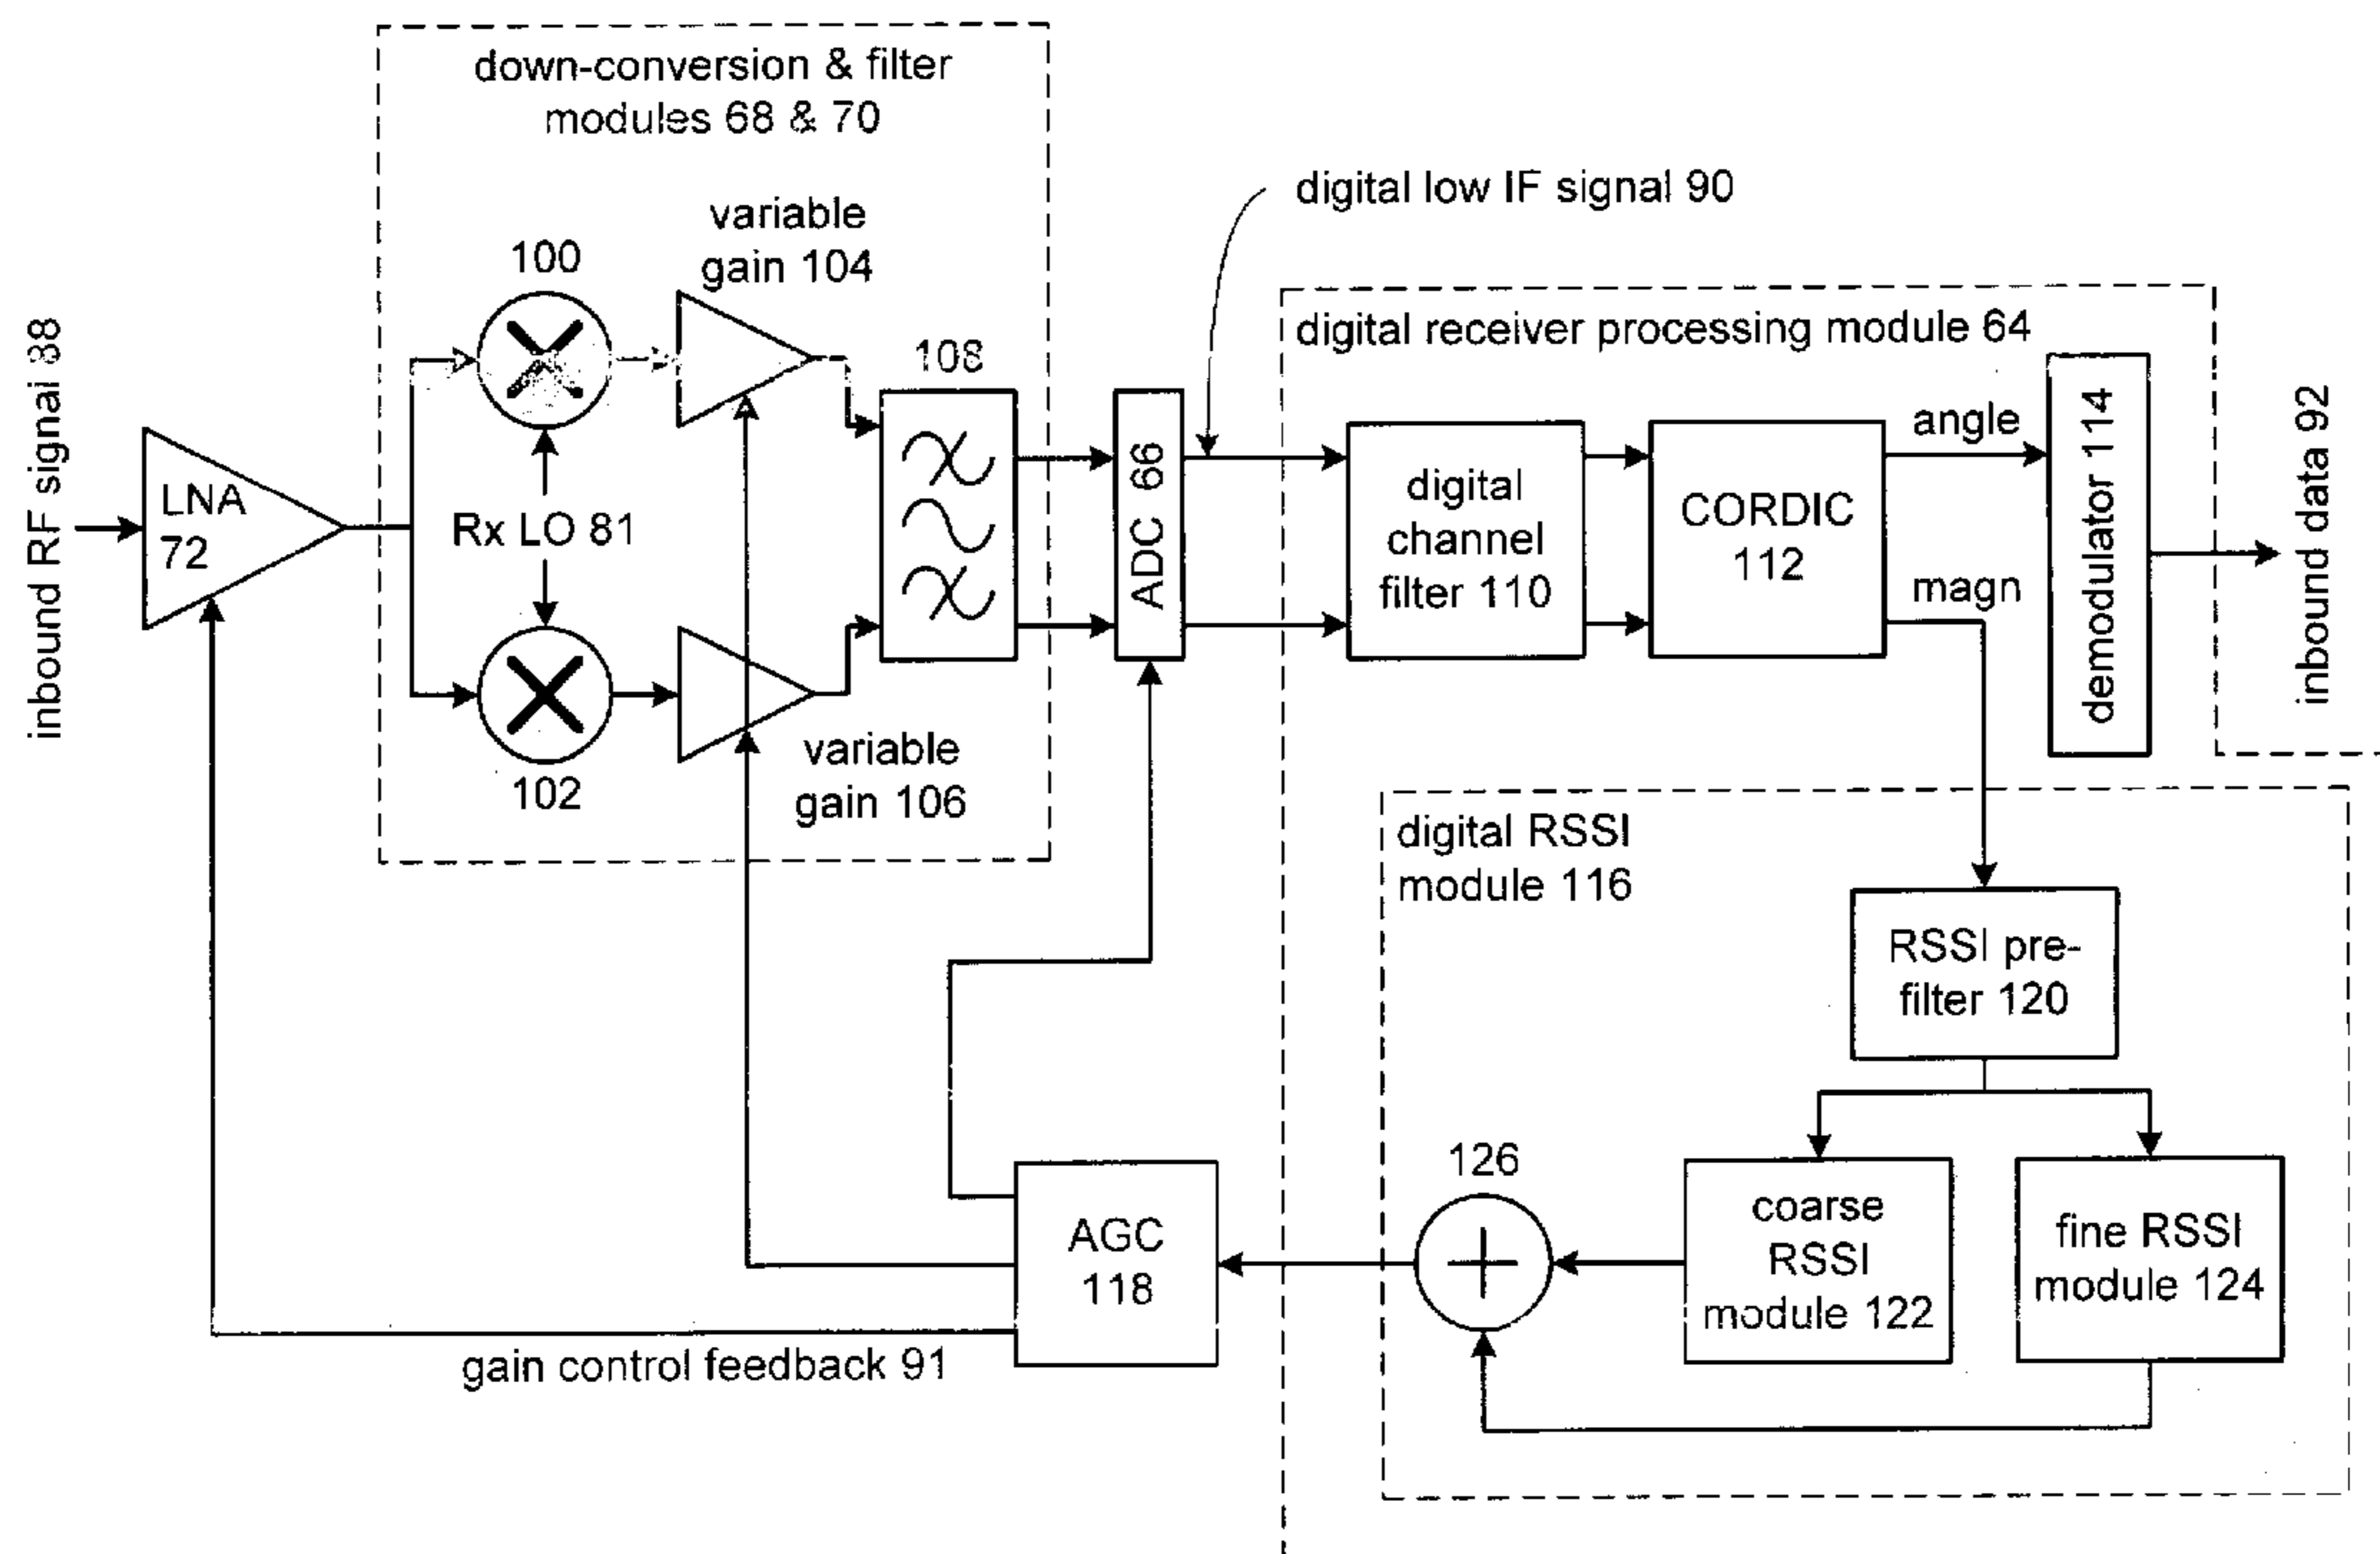 down-conversion & filter
modules 68 & 70
variable
gain 104
100
108
digital low IF signal 90
digital receiver processing module 64
inbound RF signal 88
LNA
72
Rx LO 81
102
variable
gain 106
ADC 66
digital
channel
filter 110
CORDIC
112
angle
magn
demodulator 114
inbound data 92
digital RSSI
module 116
RSSI pre-
filter 120
126
coarse
RSSI
module 122
fine RSSI
module 124
AGC
118
gain control feedback 91